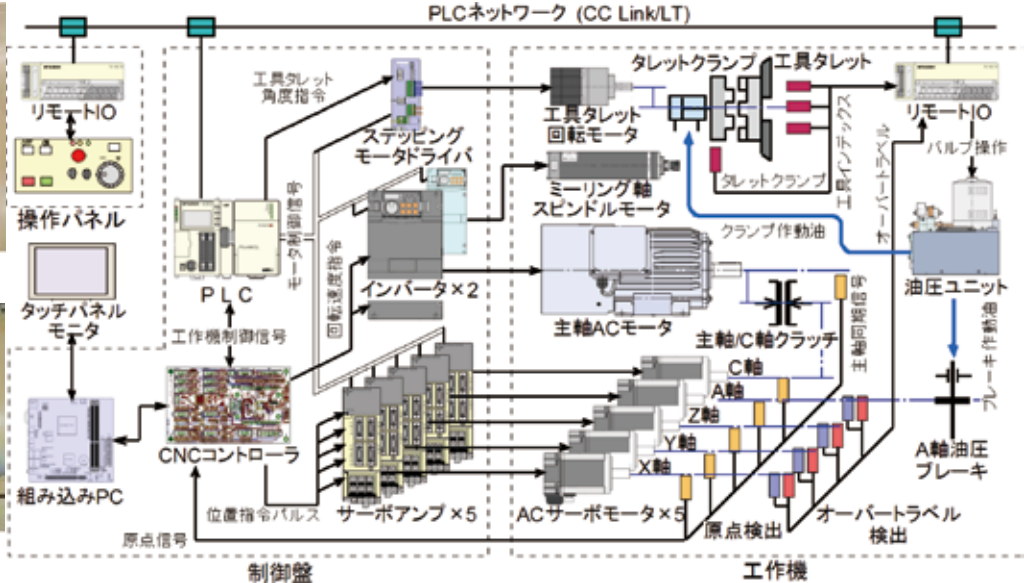 PLCネットワーク (CC Link/LT)
リモートIO
操作パネル
タッチパネル
モニタ
組み込みPC
工具タレット
角度指令
ステッピング
モータドライバ
PLC
モータ制御信号
回転速度指令
インバータ×2
工作機制御信号
CNCコントローラ
位置指令パルス
サーボアンプ×5
原点信号
制御盤
工具タレット
回転モータ
ミーリング軸
スピンドルモータ
タレットクランプ
工具タレット
タレットクランプ
工具インデックス
オーバートラベル
リモートIO
バルブ操作
クランプ作動油
油圧ユニット
主軸ACモータ
主軸/C軸クラッチ
主軸同期信号
ブレーキ作動油
C軸
A軸
Z軸
Y軸
X軸
ACサーボモータ×5
原点検出
オーバートラベル
検出
A軸油圧
ブレーキ
工作機